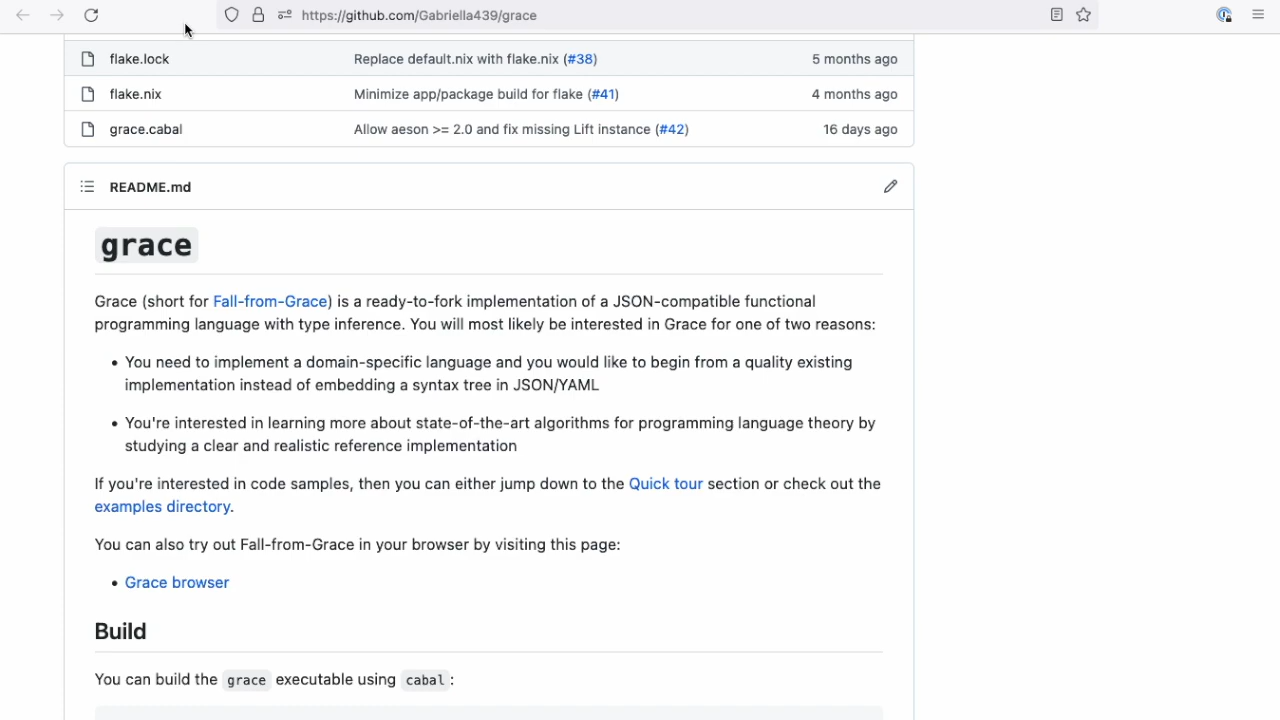 https://github.com/Gabriella439/grace
flake.lock Replace default.nix with flake.nix (#38) 5 months ago
flake.nix Minimize app/package build for flake (#41) 4 months ago
grace.cabal Allow aeson >= 2.0 and fix missing Lift instance (#42) 16 days ago
README.md
grace
Grace (short for Fall-from-Grace) is a ready-to-fork implementation of a JSON-compatible functional
programming language with type inference. You will most likely be interested in Grace for one of two reasons:
• You need to implement a domain-specific language and you would like to begin from a quality existing
implementation instead of embedding a syntax tree in JSON/YAML
• You're interested in learning more about state-of-the-art algorithms for programming language theory by
studying a clear and realistic reference implementation
If you're interested in code samples, then you can either jump down to the Quick tour section or check out the
examples directory.
You can also try out Fall-from-Grace in your browser by visiting this page:
• Grace browser
Build
You can build the grace executable using cabal :